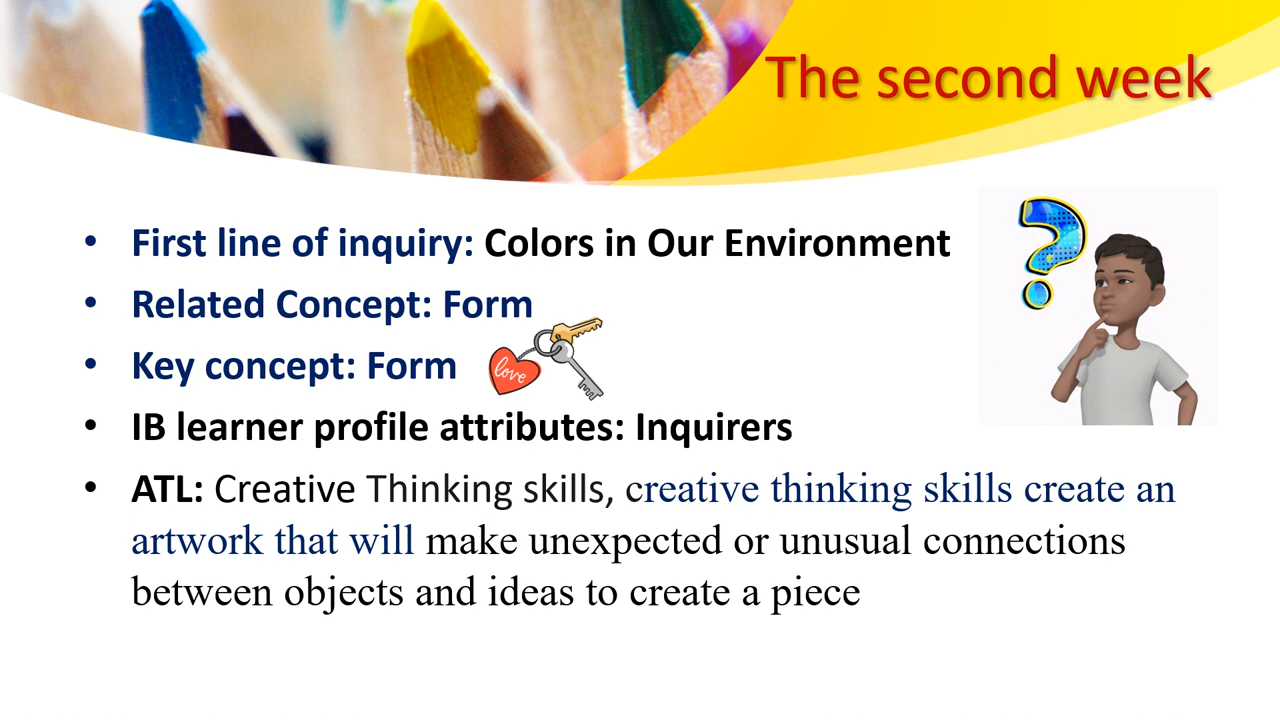 The second week
• First line of inquiry: Colors in Our Environment
• Related Concept: Form
• Key concept: Form
love
• IB learner profile attributes: Inquirers
• ATL: Creative Thinking skills, creative thinking skills create an
artwork that will make unexpected or unusual connections
between objects and ideas to create a piece
?